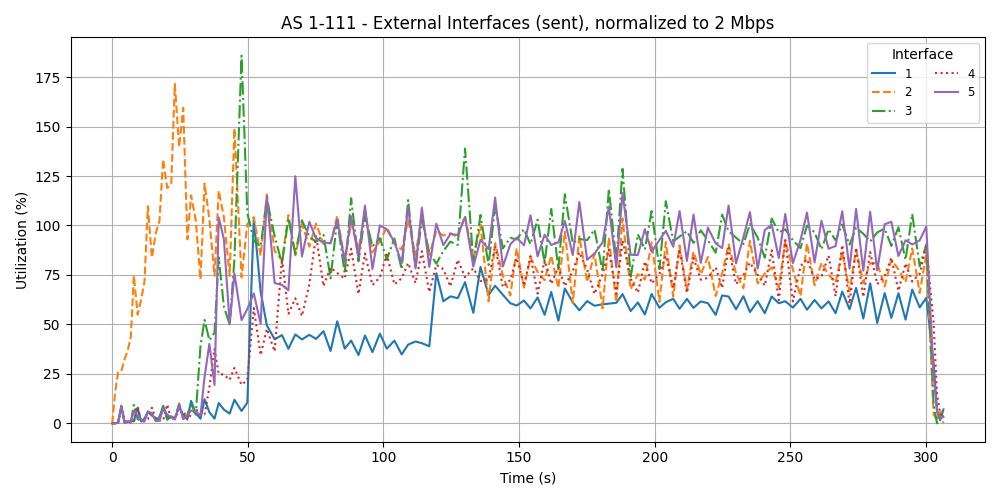 AS 1-111 - External Interfaces (sent), normalized to 2 Mbps
Interface
1
2
3
4
5
Utilization (%)
175
150
125
100
75
50
25
0
0 50 100 150 200 250 300
Time (s)